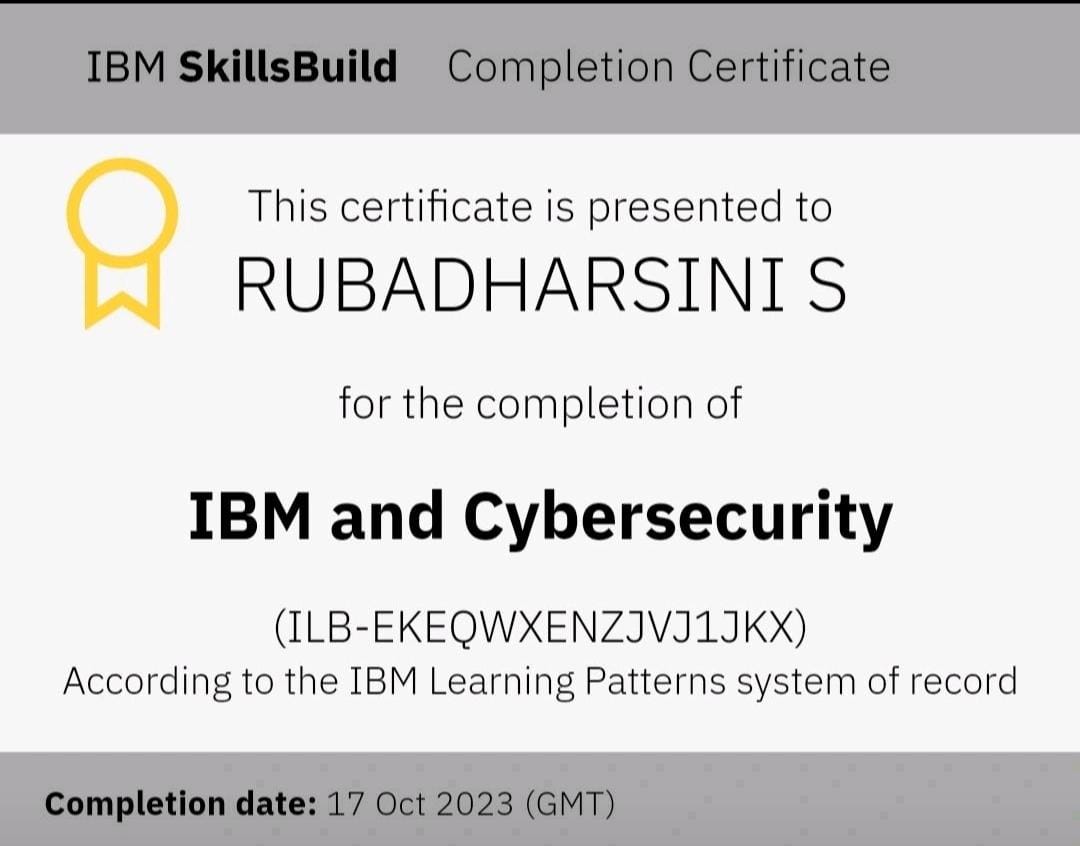 IBM SkillsBuild Completion Certificate
This certificate is presented to
RUBADHARSINI S
for the completion of
IBM and Cybersecurity
(ILB-EKEQWXENZJVJ1JKX)
According to the IBM Learning Patterns system of record
Completion date: 17 Oct 2023 (GMT)